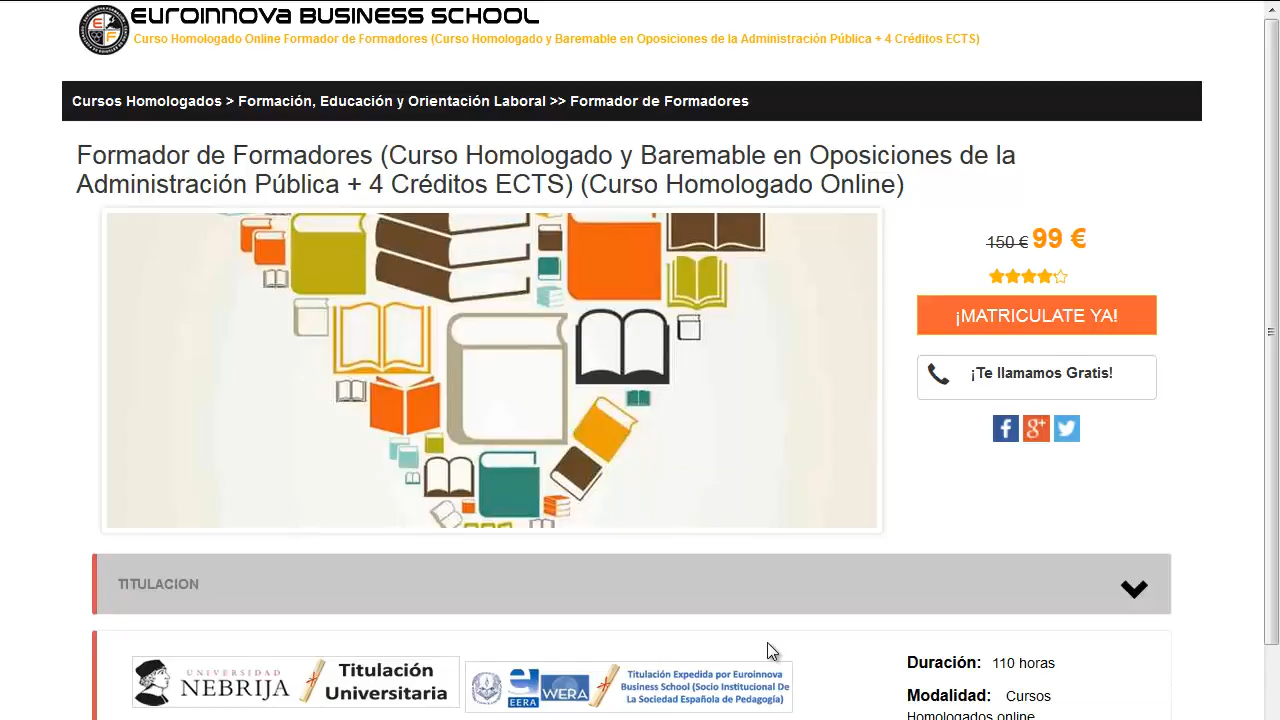 EUROINNOVA BUSINESS SCHOOL
Curso Homologado Online Formador de Formadores (Curso Homologado y Baremable en Oposiciones de la Administración Pública + 4 Créditos ECTS)
Cursos Homologados > Formación, Educación y Orientación Laboral >> Formador de Formadores
Formador de Formadores (Curso Homologado y Baremable en Oposiciones de la
Administración Pública + 4 Créditos ECTS) (Curso Homologado Online)
150 € 99 €
¡MATRICULATE YA!
¡Te llamamos Gratis!
TITULACION
UNIVERSIDAD
NEBRIJA
Titulación
Universitaria
EERA
WERA
Titulación Expedida por Euroinnova
Business School (Socio Institucional De
La Sociedad Española de Pedagogía)
Duración: 110 horas
Modalidad: Cursos
Homologados online